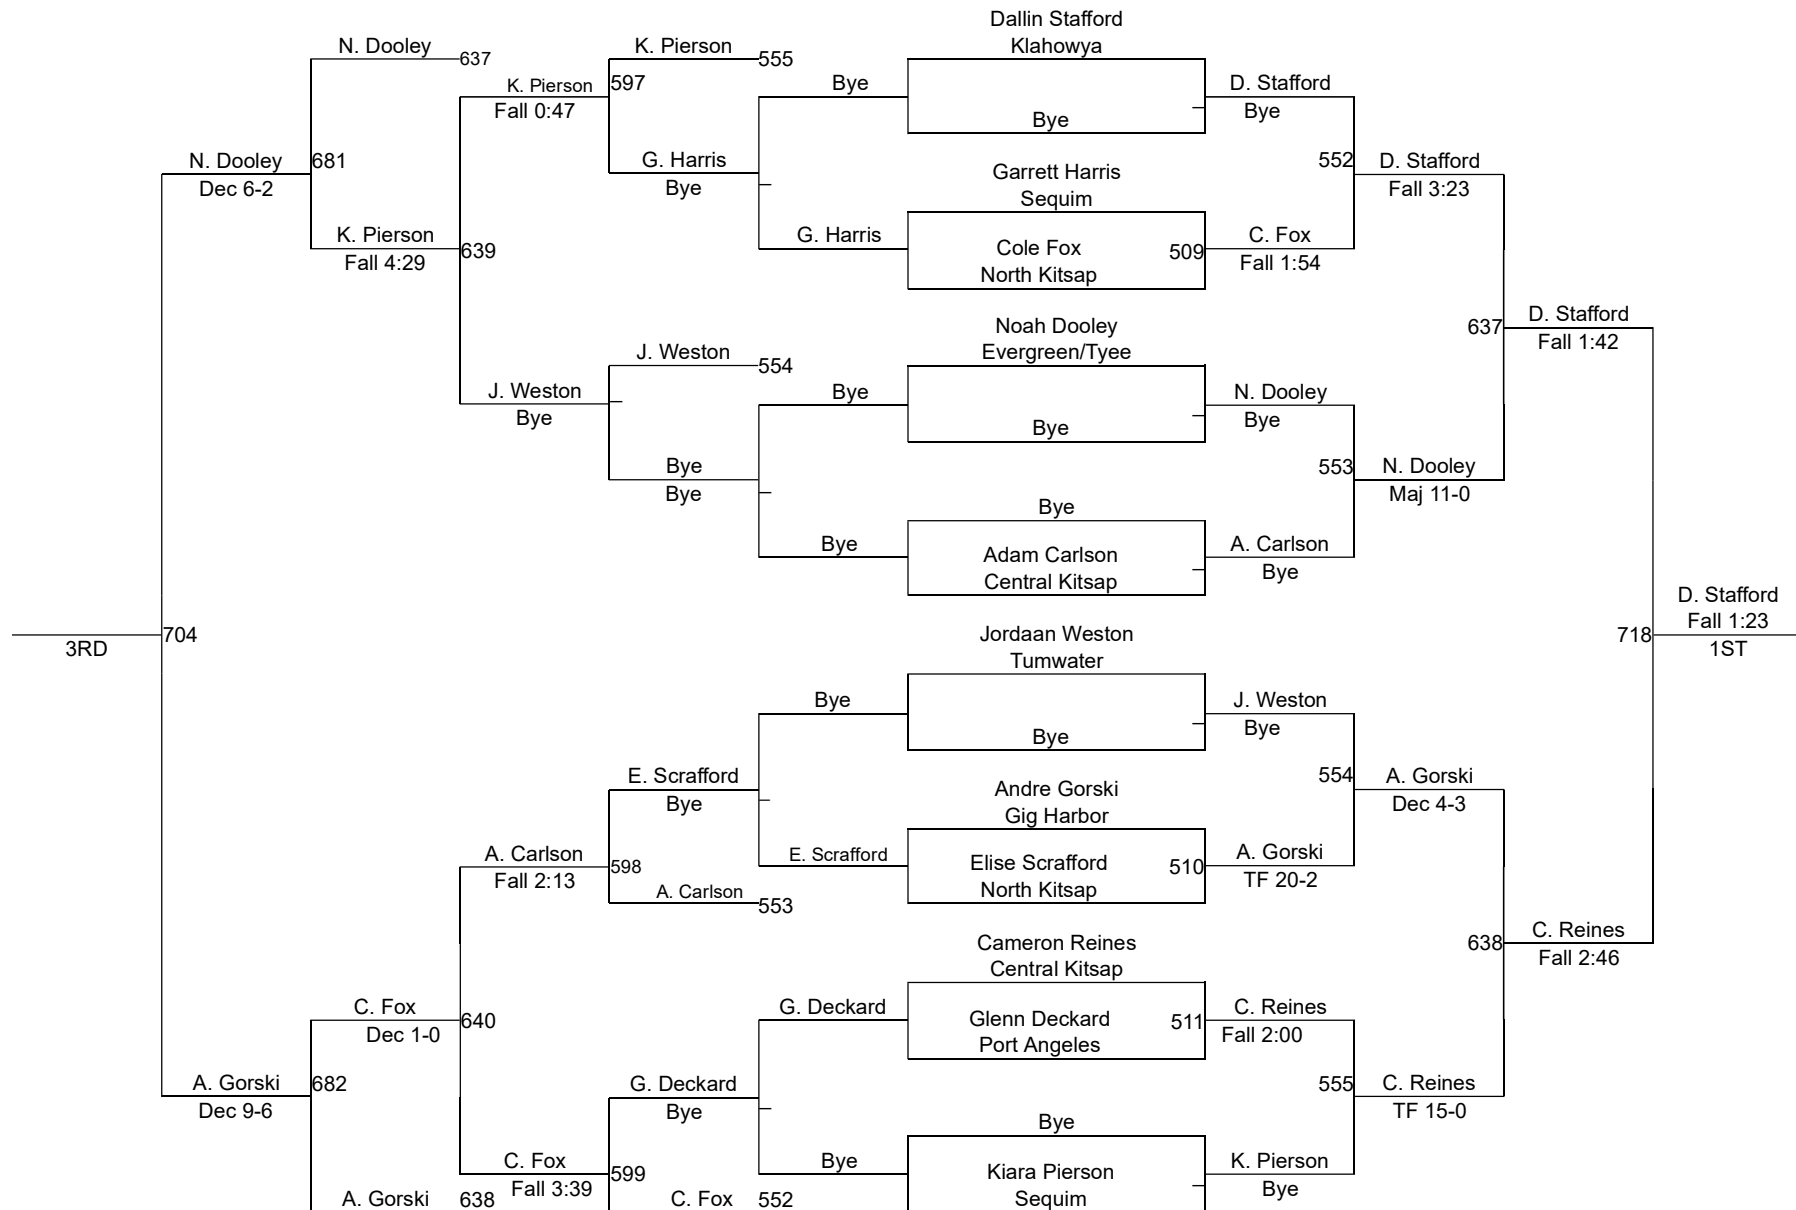 Dallin Stafford
N. Dooley
637
K. Pierson
555
Klahowya
K. Pierson
597
Bye
D. Stafford
Fall 0:47
Bye
Bye
N. Dooley
681
G. Harris
Garrett Harris
552
D. Stafford
Dec 6-2
Bye
Sequim
Fall 3:23
K. Pierson
639
G. Harris
Cole Fox
509
C. Fox
Fall 4:29
North Kitsap
Fall 1:54
Noah Dooley
637
D. Stafford
J. Weston
554
Evergreen/Tyee
Fall 1:42
J. Weston
Bye
N. Dooley
Bye
Bye
Bye
Bye
553
N. Dooley
Bye
Bye
Maj 11-0
Bye
Adam Carlson
A. Carlson
Central Kitsap
Bye
D. Stafford
704
Jordaan Weston
718
Fall 1:23
3RD
Tumwater
1ST
Bye
J. Weston
Bye
Bye
E. Scrafford
Andre Gorski
554
A. Gorski
Bye
Gig Harbor
Dec 4-3
A. Carlson
598
E. Scrafford
Elise Scrafford
510
A. Gorski
Fall 2:13
A. Carlson
553
North Kitsap
TF 20-2
Cameron Reines
638
C. Reines
Central Kitsap
Fall 2:46
C. Fox
640
G. Deckard
Glenn Deckard
511
C. Reines
Dec 1-0
Port Angeles
Fall 2:00
A. Gorski
682
G. Deckard
555
C. Reines
Dec 9-6
Bye
Bye
TF 15-0
C. Fox
599
Bye
Kiara Pierson
K. Pierson
Fall 3:39
Sequim
Bye
A. Gorski
638
C. Fox
552